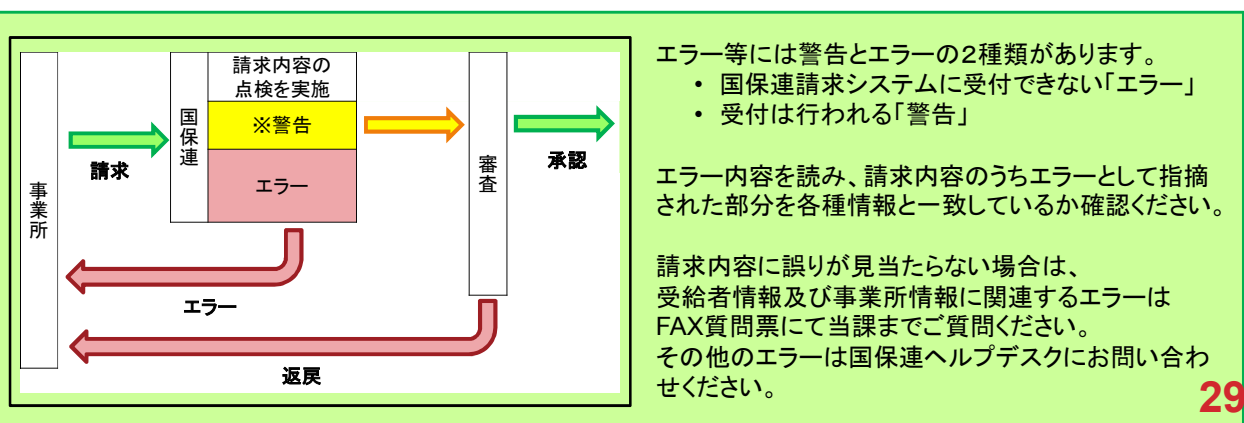 事業所
請求
国保連
請求内容の
点検を実施
※警告
エラー
審査
承認
エラー
返戻
エラー等には警告とエラーの２種類があります。
• 国保連請求システムに受付できない「エラー」
• 受付は行われる「警告」
エラー内容を読み、請求内容のうちエラーとして指摘
された部分を各種情報と一致しているか確認ください。
請求内容に誤りが見当たらない場合は、
受給者情報及び事業所情報に関連するエラーは
FAX質問票にて当課までご質問ください。
その他のエラーは国保連ヘルプデスクにお問い合わ
せください。
29